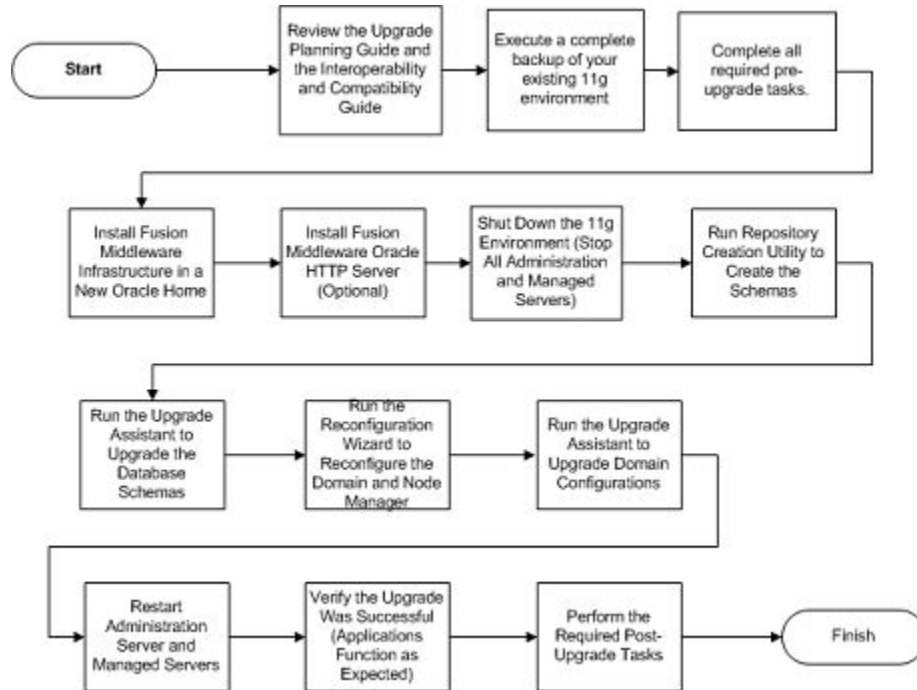 Start
Review the Upgrade
Planning Guide and
the Interoperability
and Compatibility
Guide
Execute a complete
backup of your
existing 11g
environment
Complete all
required pre-
upgrade tasks.
Install Fusion
Middleware
Infrastructure in a
New Oracle Home
Install Fusion
Middleware Oracle
HTTP Server
(Optional)
Shut Down the 11g
Environment (Stop
All Administration
and Managed
Servers)
Run Repository
Creation Utility to
Create the
Schemas
Run the Upgrade
Assistant to
Upgrade the
Database
Schemas
Run the
Reconfiguration
Wizard to
Reconfigure the
Domain and Node
Manager
Run the Upgrade
Assistant to
Upgrade Domain
Configurations
Restart
Administration
Server and
Managed Servers
Verify the Upgrade
Was Successful
(Applications
Function as
Expected)
Perform the
Required Post-
Upgrade Tasks
Finish